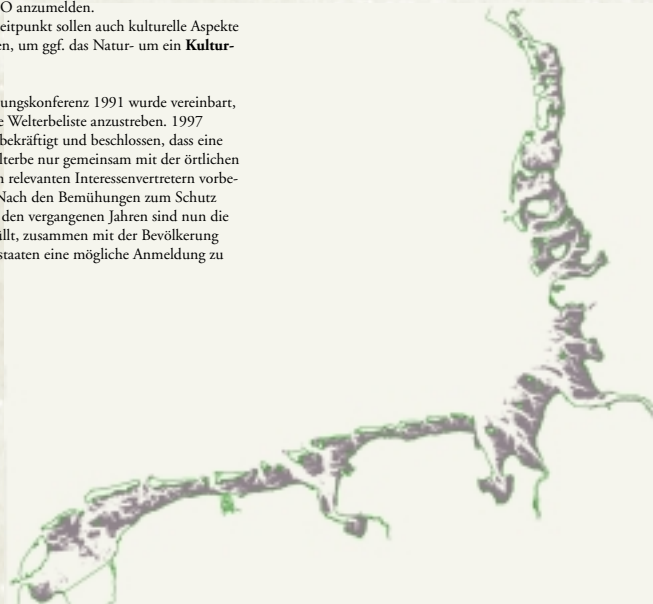 O anzumelden.
eitpunkt sollen auch kulturelle Aspekte
en, um ggf. das Natur- um ein Kultur-
ungskonferenz 1991 wurde vereinbart,
e Welterbeliste anzustreben. 1997
bekräftigt und beschlossen, dass eine
lterbe nur gemeinsam mit der örtlichen
n relevanten Interessenvertretern vorbe-
Nach den Bemühungen zum Schutz
den vergangenen Jahren sind nun die
üllt, zusammen mit der Bevölkerung
staaten eine mögliche Anmeldung zu